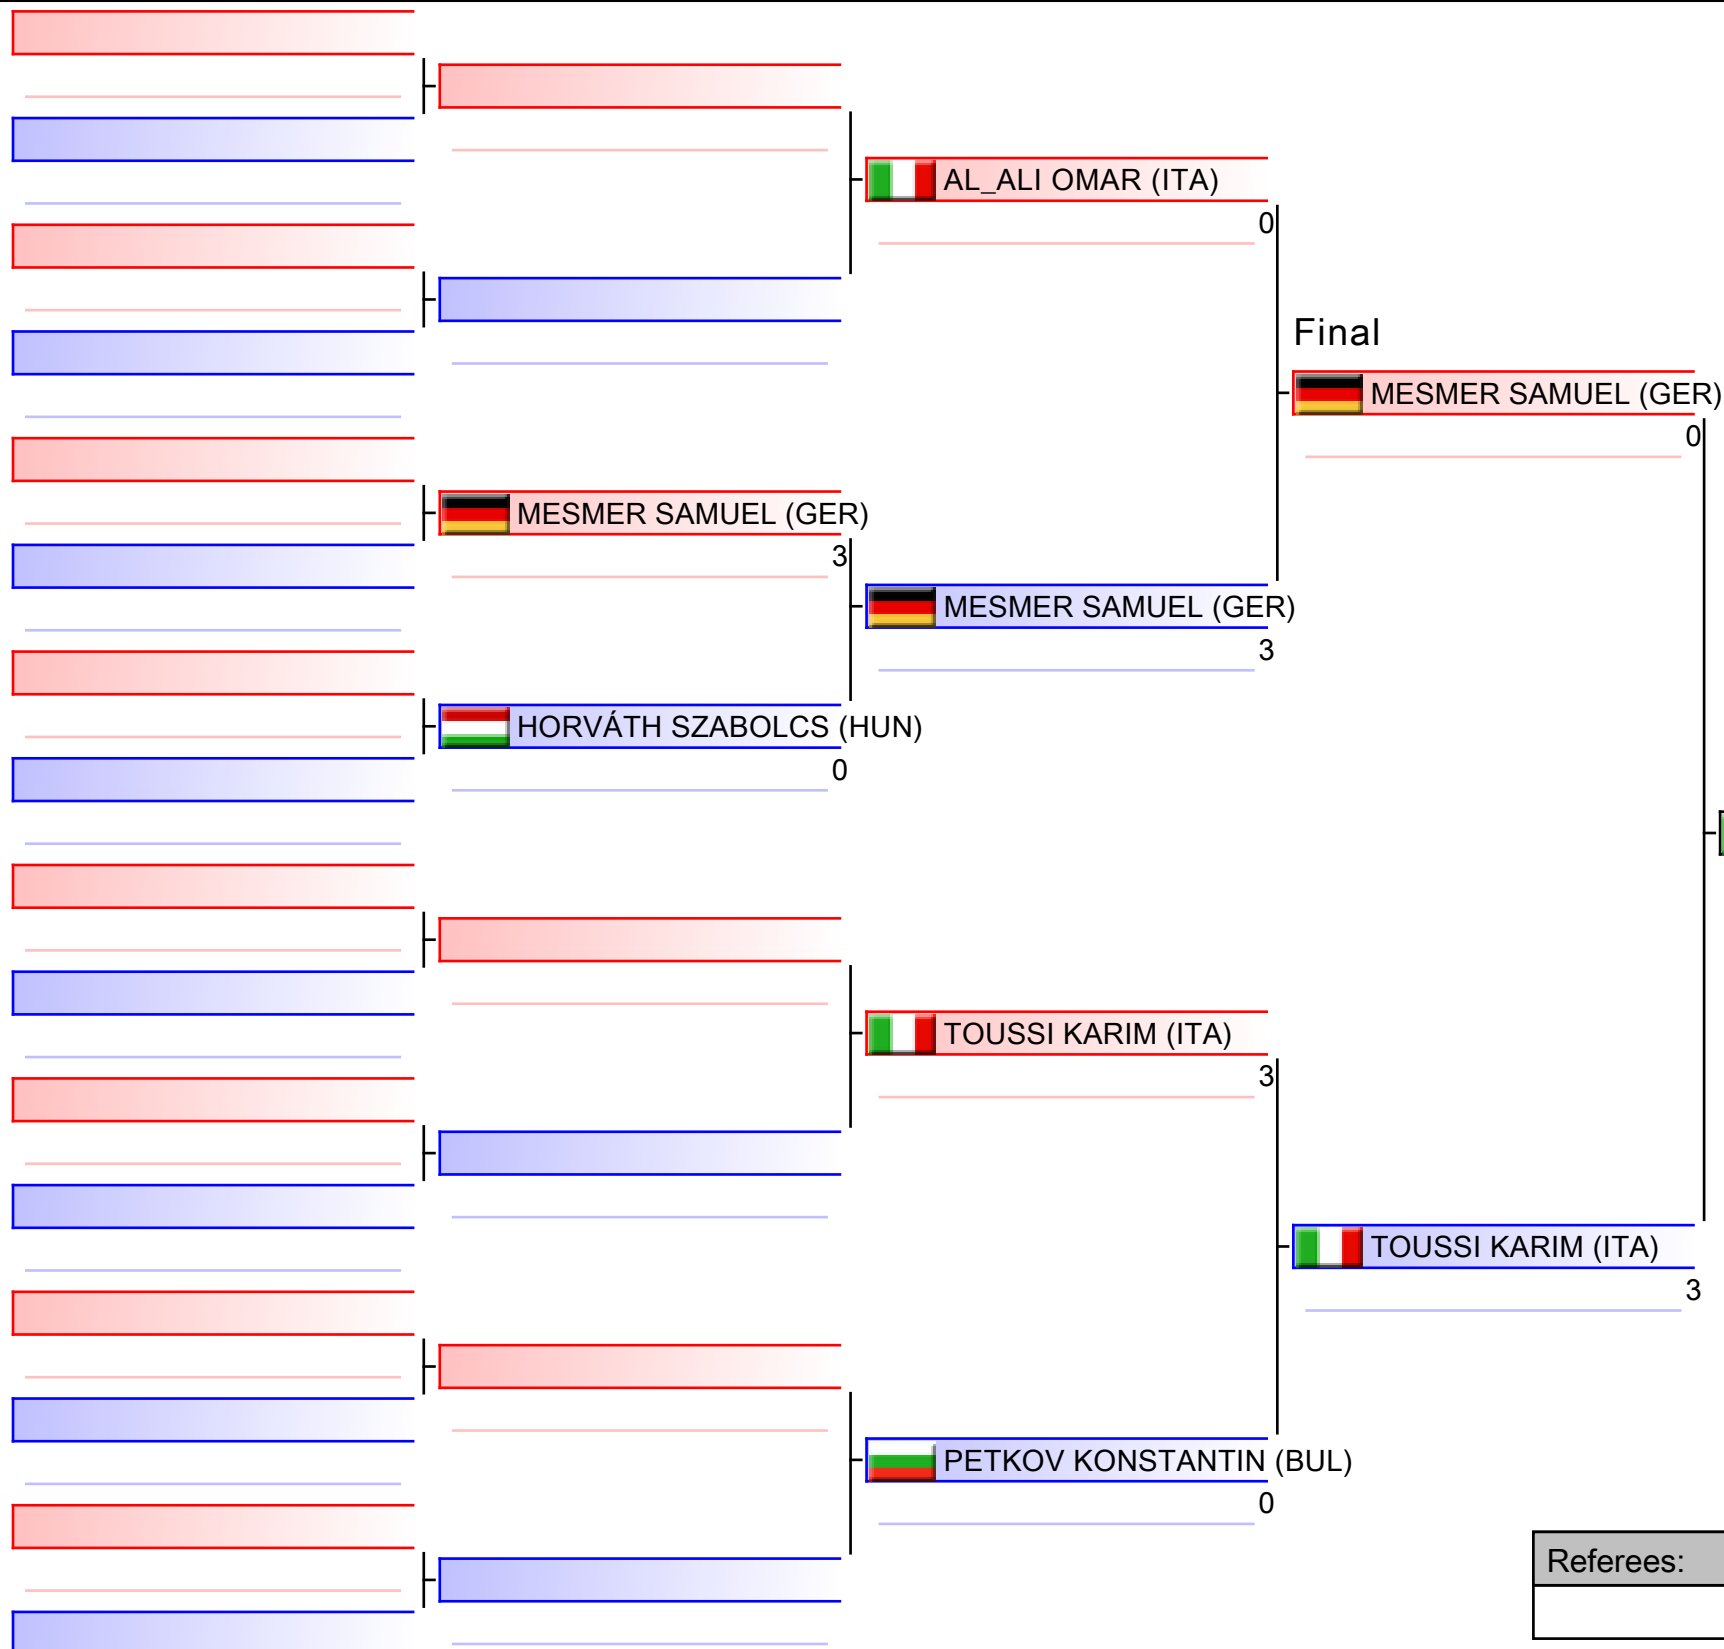 AL_ALI OMAR (ITA)
0
Final
MESMER SAMUEL (GER)
0
MESMER SAMUEL (GER)
3
MESMER SAMUEL (GER)
3
HORVÁTH SZABOLCS (HUN)
0
TOUSSI KARIM (ITA)
3
TOUSSI KARIM (ITA)
3
PETKOV KONSTANTIN (BUL)
0
Referees: